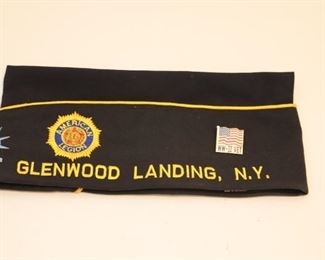 AMERICAN
LEGION
WW-II VET
GLENWOOD LANDING, N.Y.